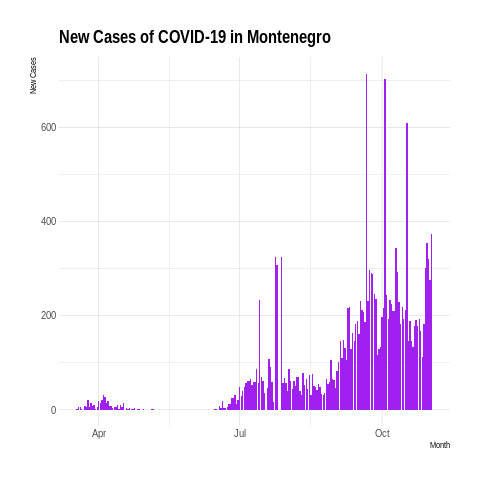 New Cases of COVID-19 in Montenegro
New Cases
600
400
200
0
Apr
Jul
Oct
Month